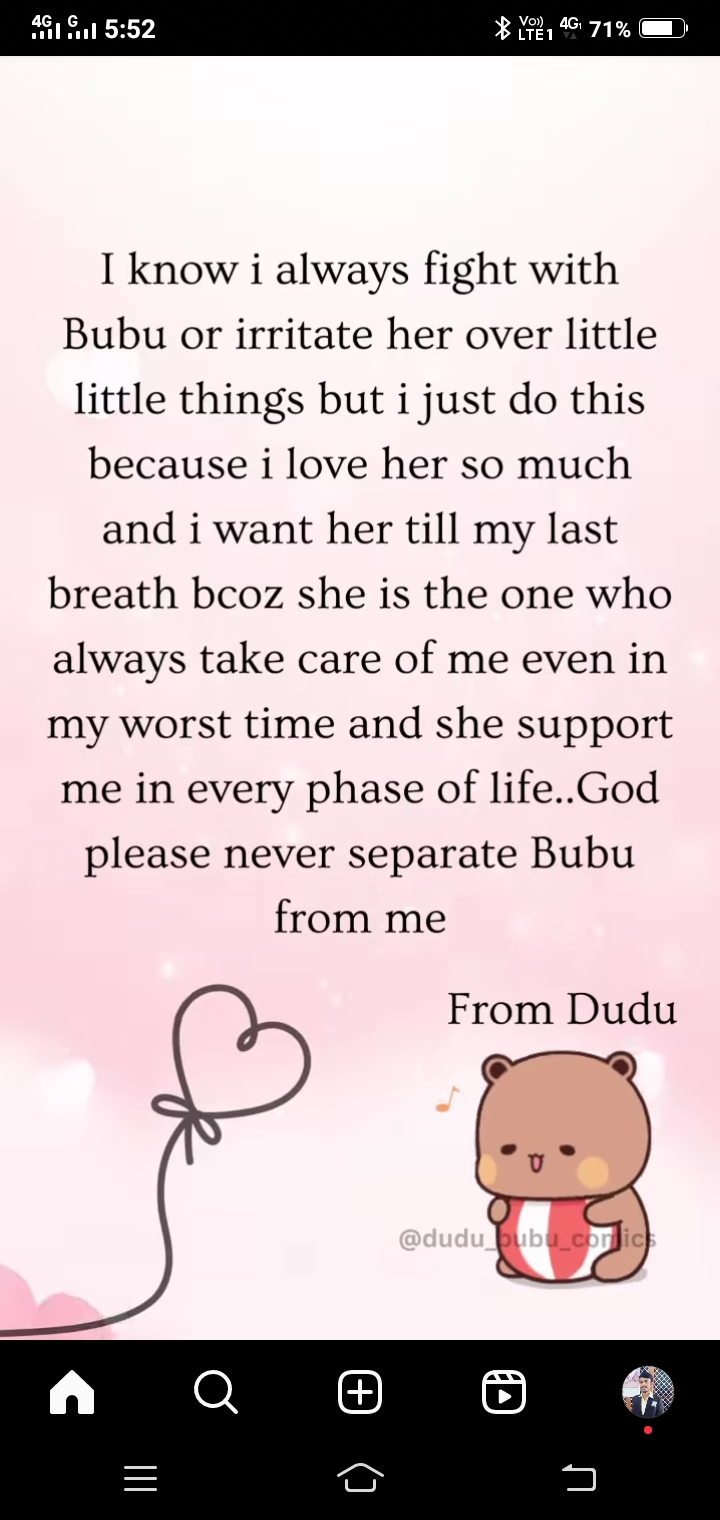 4G G 5:52 Vo)) LTE1 4G 71%
I know i always fight with
Bubu or irritate her over little
little things but i just do this
because i love her so much
and i want her till my last
breath bcoz she is the one who
always take care of me even in
my worst time and she support
me in every phase of life..God
please never separate Bubu
from me
From Dudu
@dudu_bubu_comics